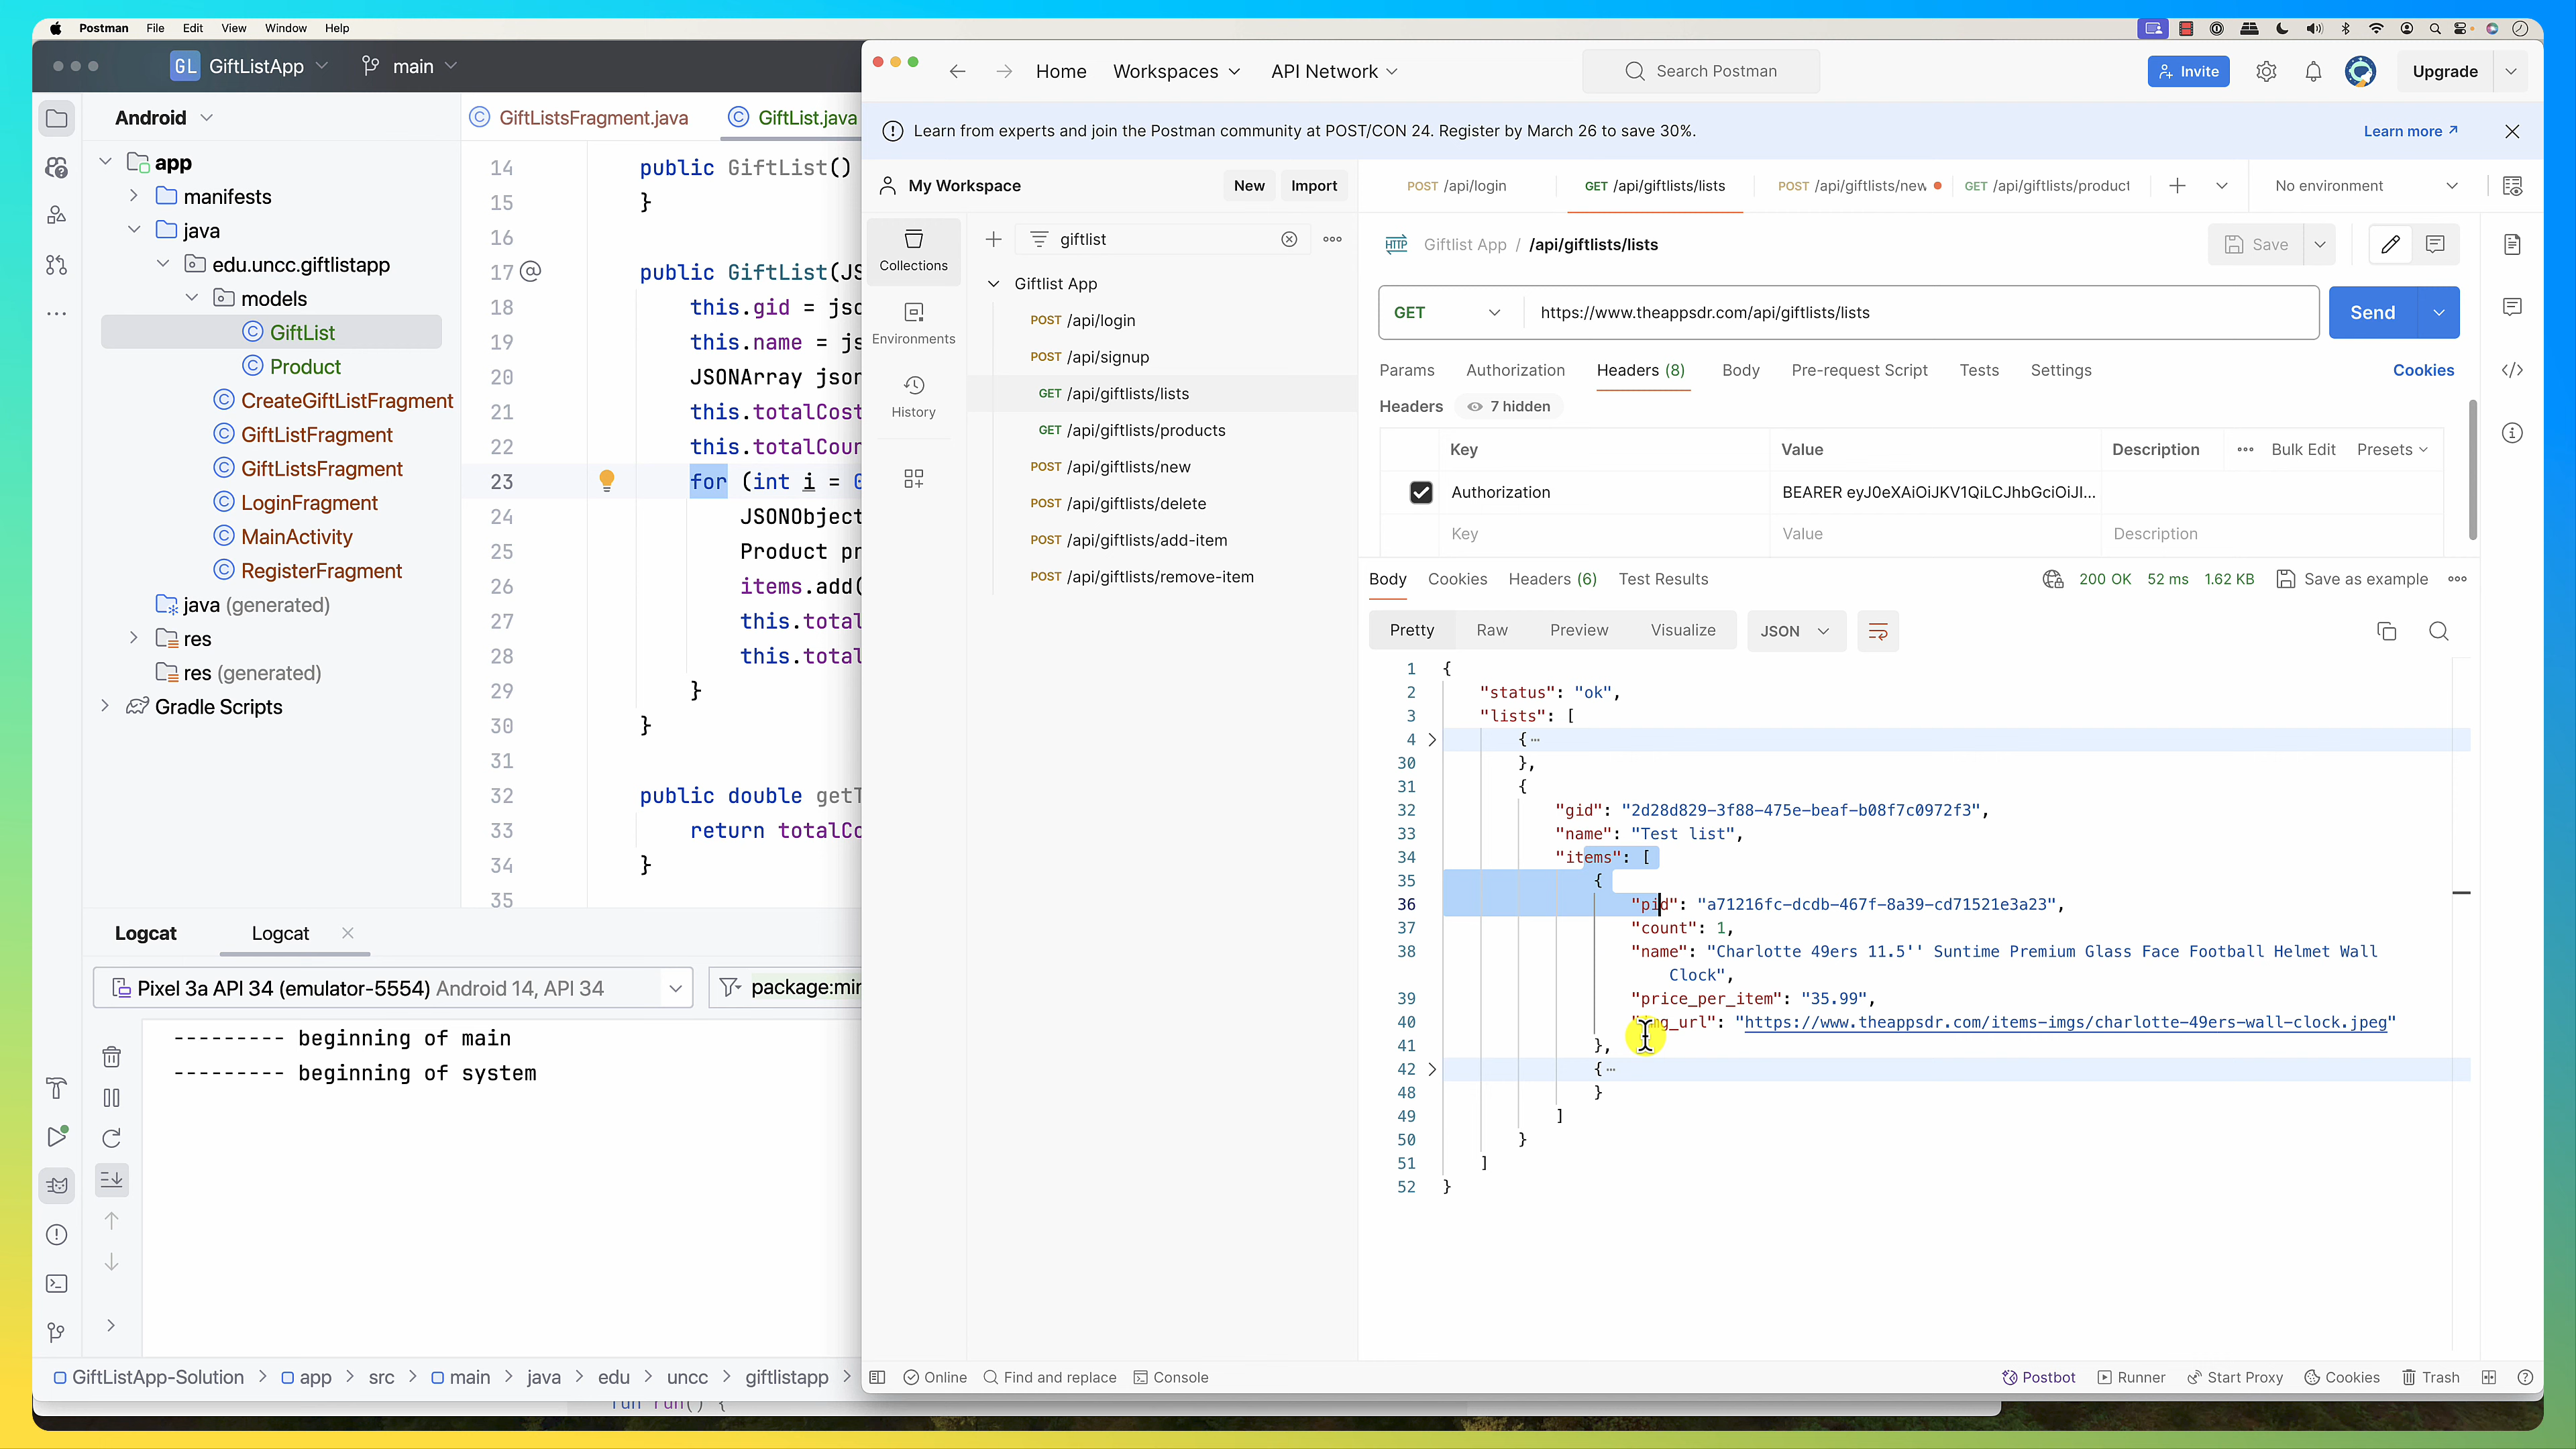 Postman File Edit View Window Help
GL GiftListApp main
Android
app
manifests
java
edu.uncc.giftlistapp
models
GiftList
Product
CreateGiftListFragment
GiftListFragment
GiftListsFragment
LoginFragment
MainActivity
RegisterFragment
java (generated)
res
res (generated)
Gradle Scripts
GiftListsFragment.java GiftList.java
14 public GiftList()
15 }
16
17 @ public GiftList(JS
18 this.gid = jso
19 this.name = js
20 JSONArray json
21 this.totalCost
22 this.totalCoun
23 for (int i = 0
24 JSONObject
25 Product pr
26 items.add(
27 this.total
28 this.total
29 }
30 }
31
32 public double getT
33 return totalCo
34 }
35
Logcat Logcat
Pixel 3a API 34 (emulator-5554) Android 14, API 34 package:min
--------- beginning of main
--------- beginning of system
GiftListApp-Solution > app > src > main > java > edu > uncc > giftlistapp >
run run() {
Home Workspaces API Network Search Postman Invite Upgrade
Learn from experts and join the Postman community at POST/CON 24. Register by March 26 to save 30%. Learn more
My Workspace New Import
Collections
Environments
History
giftlist
Giftlist App
POST /api/login
POST /api/signup
GET /api/giftlists/lists
GET /api/giftlists/products
POST /api/giftlists/new
POST /api/giftlists/delete
POST /api/giftlists/add-item
POST /api/giftlists/remove-item
POST /api/login GET /api/giftlists/lists POST /api/giftlists/new GET /api/giftlists/product No environment
HTTP Giftlist App / /api/giftlists/lists Save
GET https://www.theappsdr.com/api/giftlists/lists Send
Params Authorization Headers (8) Body Pre-request Script Tests Settings Cookies
Headers 7 hidden
Key Value Description Bulk Edit Presets
Authorization BEARER eyJ0eXAiOiJKV1QiLCJhbGciOiJI...
Key Value Description
Body Cookies Headers (6) Test Results 200 OK 52 ms 1.62 KB Save as example
Pretty Raw Preview Visualize JSON
1 {
2 "status": "ok",
3 "lists": [
4 {
30 },
31 {
32 "gid": "2d28d829-3f88-475e-beaf-b08f7c0972f3",
33 "name": "Test list",
34 "items": [
35 {
36 "pid": "a71216fc-dcdb-467f-8a39-cd71521e3a23",
37 "count": 1,
38 "name": "Charlotte 49ers 11.5'' Suntime Premium Glass Face Football Helmet Wall
Clock",
39 "price_per_item": "35.99",
40 "img_url": "https://www.theappsdr.com/items-imgs/charlotte-49ers-wall-clock.jpeg"
41 },
42 {
48 }
49 ]
50 }
51 ]
52 }
Online Find and replace Console Postbot Runner Start Proxy Cookies Trash